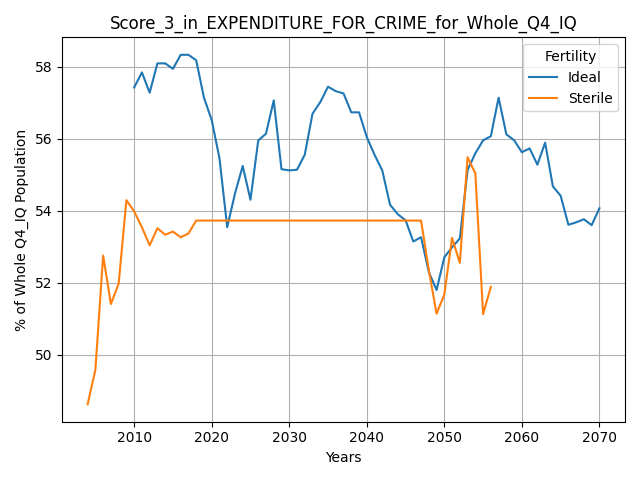 Score_3_in_EXPENDITURE_FOR_CRIME_for_Whole_Q4_IQ
Fertility
Ideal
Sterile
% of Whole Q4_IQ Population
58
56
54
52
50
2010 2020 2030 2040 2050 2060 2070
Years